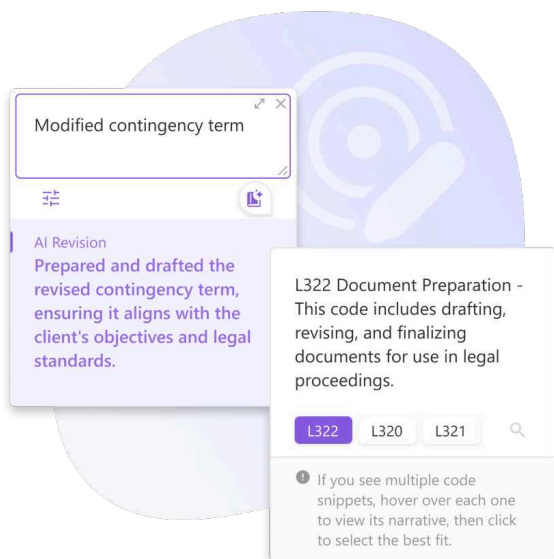 Modified contingency term
AI Revision
Prepared and drafted the
revised contingency term,
ensuring it aligns with the
client's objectives and legal
standards.
L322 Document Preparation -
This code includes drafting,
revising, and finalizing
documents for use in legal
proceedings.
L322 L320 L321
If you see multiple code
snippets, hover over each one
to view its narrative, then click
to select the best fit.